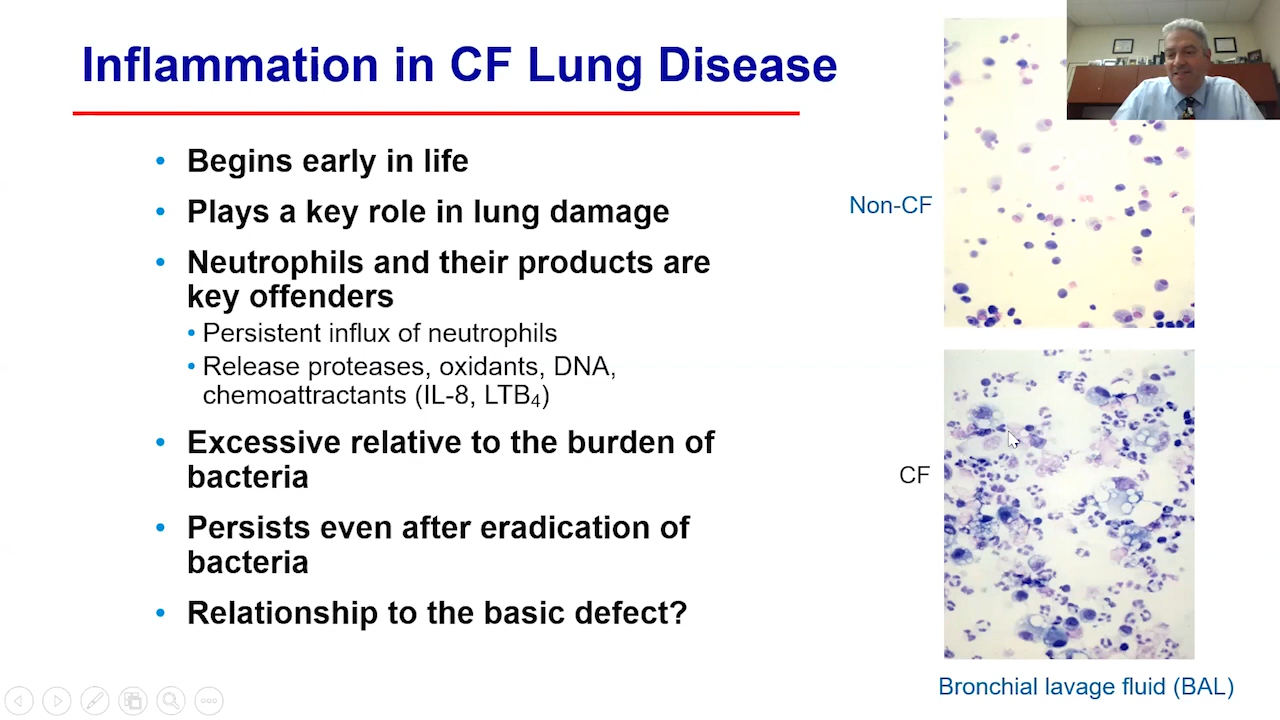 Inflammation in CF Lung Disease
• Begins early in life
• Plays a key role in lung damage
• Neutrophils and their products are
key offenders
• Persistent influx of neutrophils
• Release proteases, oxidants, DNA,
chemoattractants (IL-8, LTB₄)
• Excessive relative to the burden of
bacteria
• Persists even after eradication of
bacteria
• Relationship to the basic defect?
Non-CF
CF
Bronchial lavage fluid (BAL)